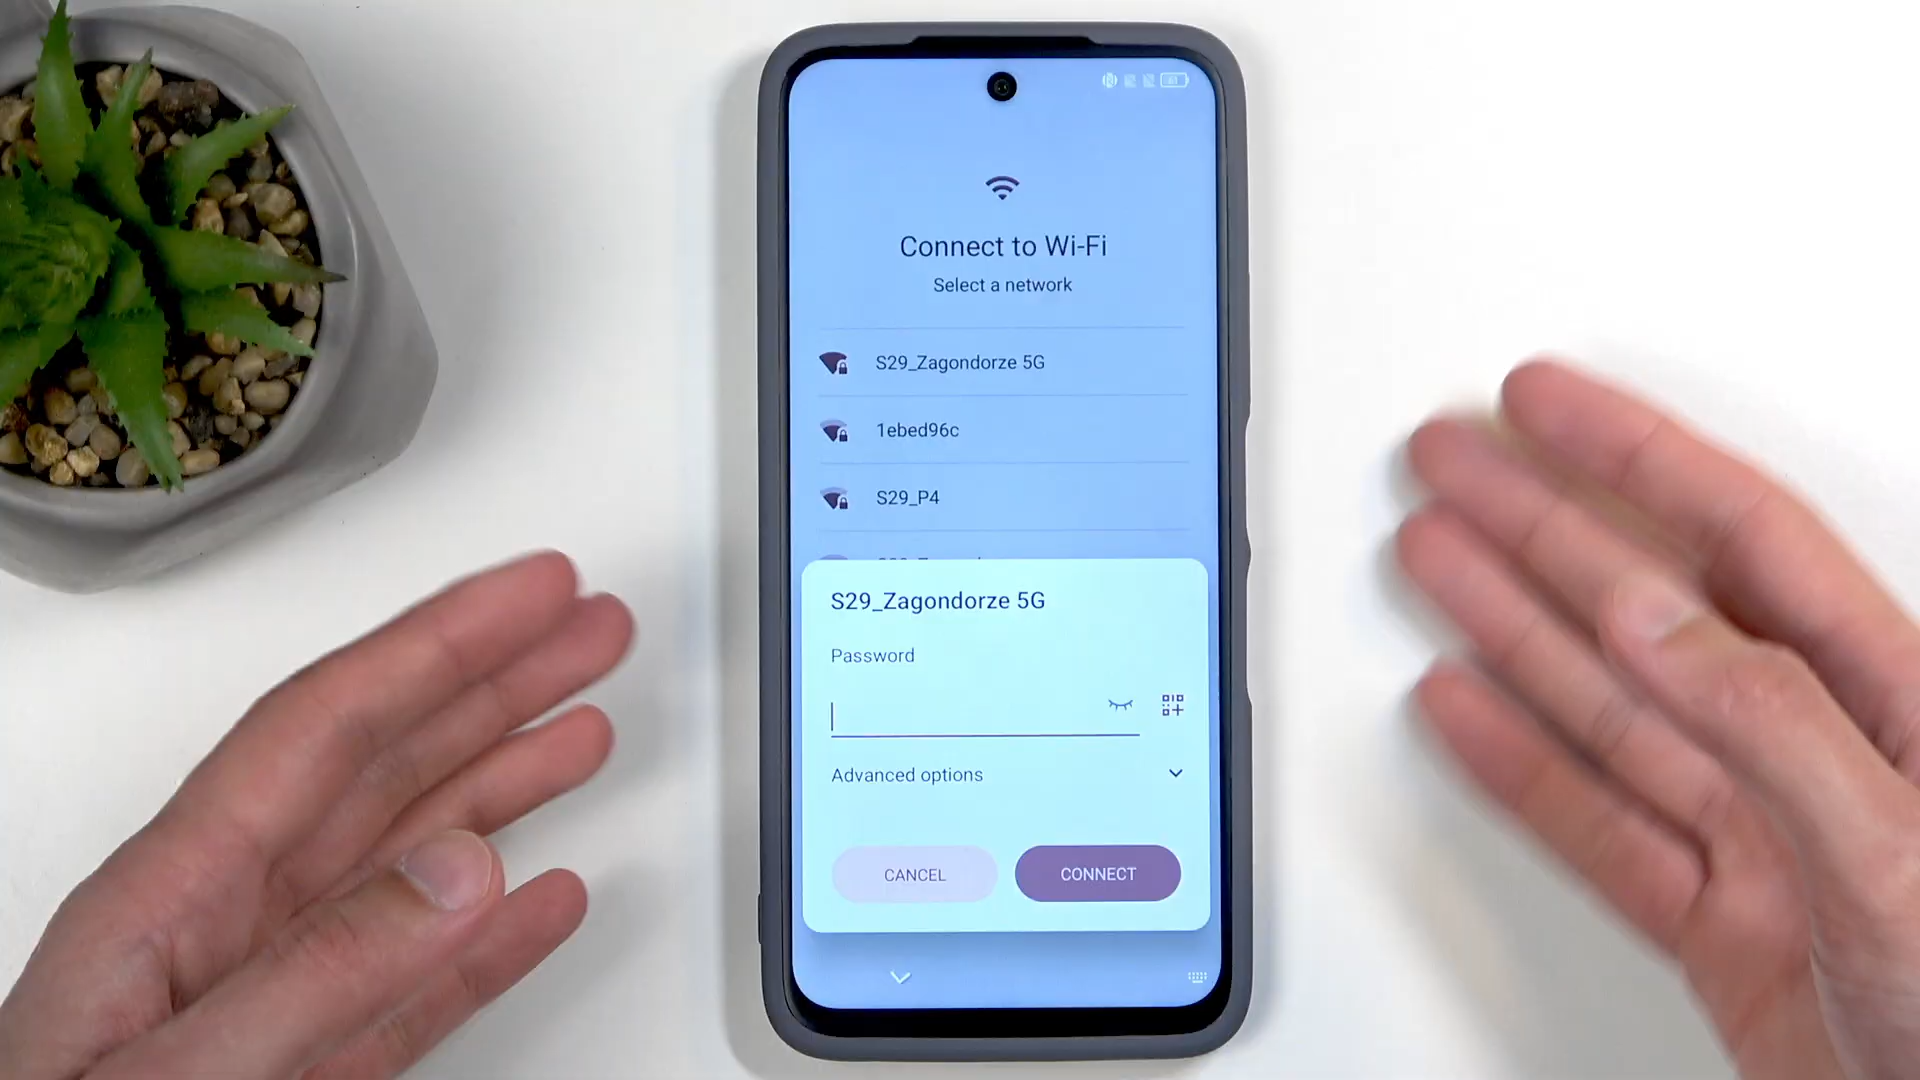 Connect to Wi-Fi
Select a network
S29_Zagondorze 5G
1ebed96c
S29_P4
S29_Zagondorze 5G
Password
Advanced options
CANCEL
CONNECT